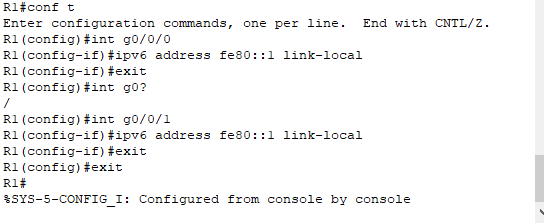 R1#conf t
Enter configuration commands, one per line.  End with CNTL/Z.
R1(config)#int g0/0/0
R1(config-if)#ipv6 address fe80::1 link-local
R1(config-if)#exit
R1(config)#int g0?
/
R1(config)#int g0/0/1
R1(config-if)#ipv6 address fe80::1 link-local
R1(config-if)#exit
R1(config)#exit
R1#
%SYS-5-CONFIG_I: Configured from console by console